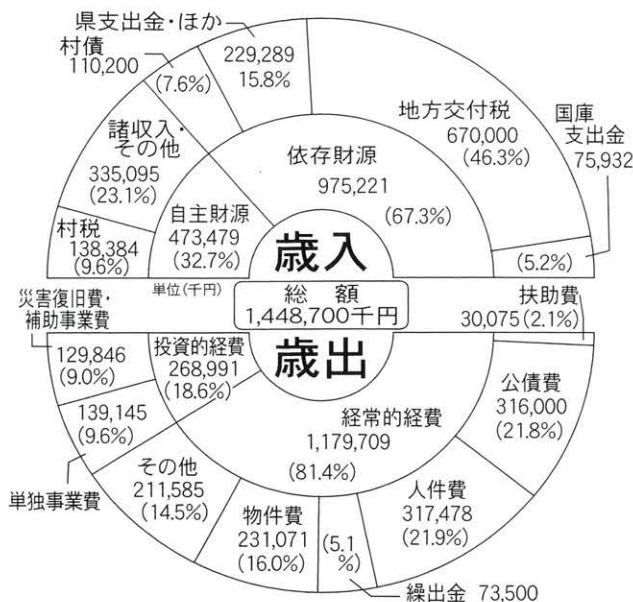 県支出金・ほか
229,289
15.8%
村債
110,200
(7.6%)
地方交付税
670,000
(46.3%)
国庫
支出金
75,932
(5.2%)
諸収入・
その他
335,095
(23.1%)
村税
138,384
(9.6%)
依存財源
975,221
(67.3%)
自主財源
473,479
(32.7%)
歳入
単位(千円)
総 額
1,448,700千円
歳出
扶助費
30,075(2.1%)
災害復旧費・
補助事業費
129,846
(9.0%)
投資的経費
268,991
(18.6%)
139,145
(9.6%)
単独事業費
経常的経費
1,179,709
(81.4%)
公債費
316,000
(21.8%)
その他
211,585
(14.5%)
物件費
231,071
(16.0%)
(5.1
%)
繰出金 73,500
人件費
317,478
(21.9%)